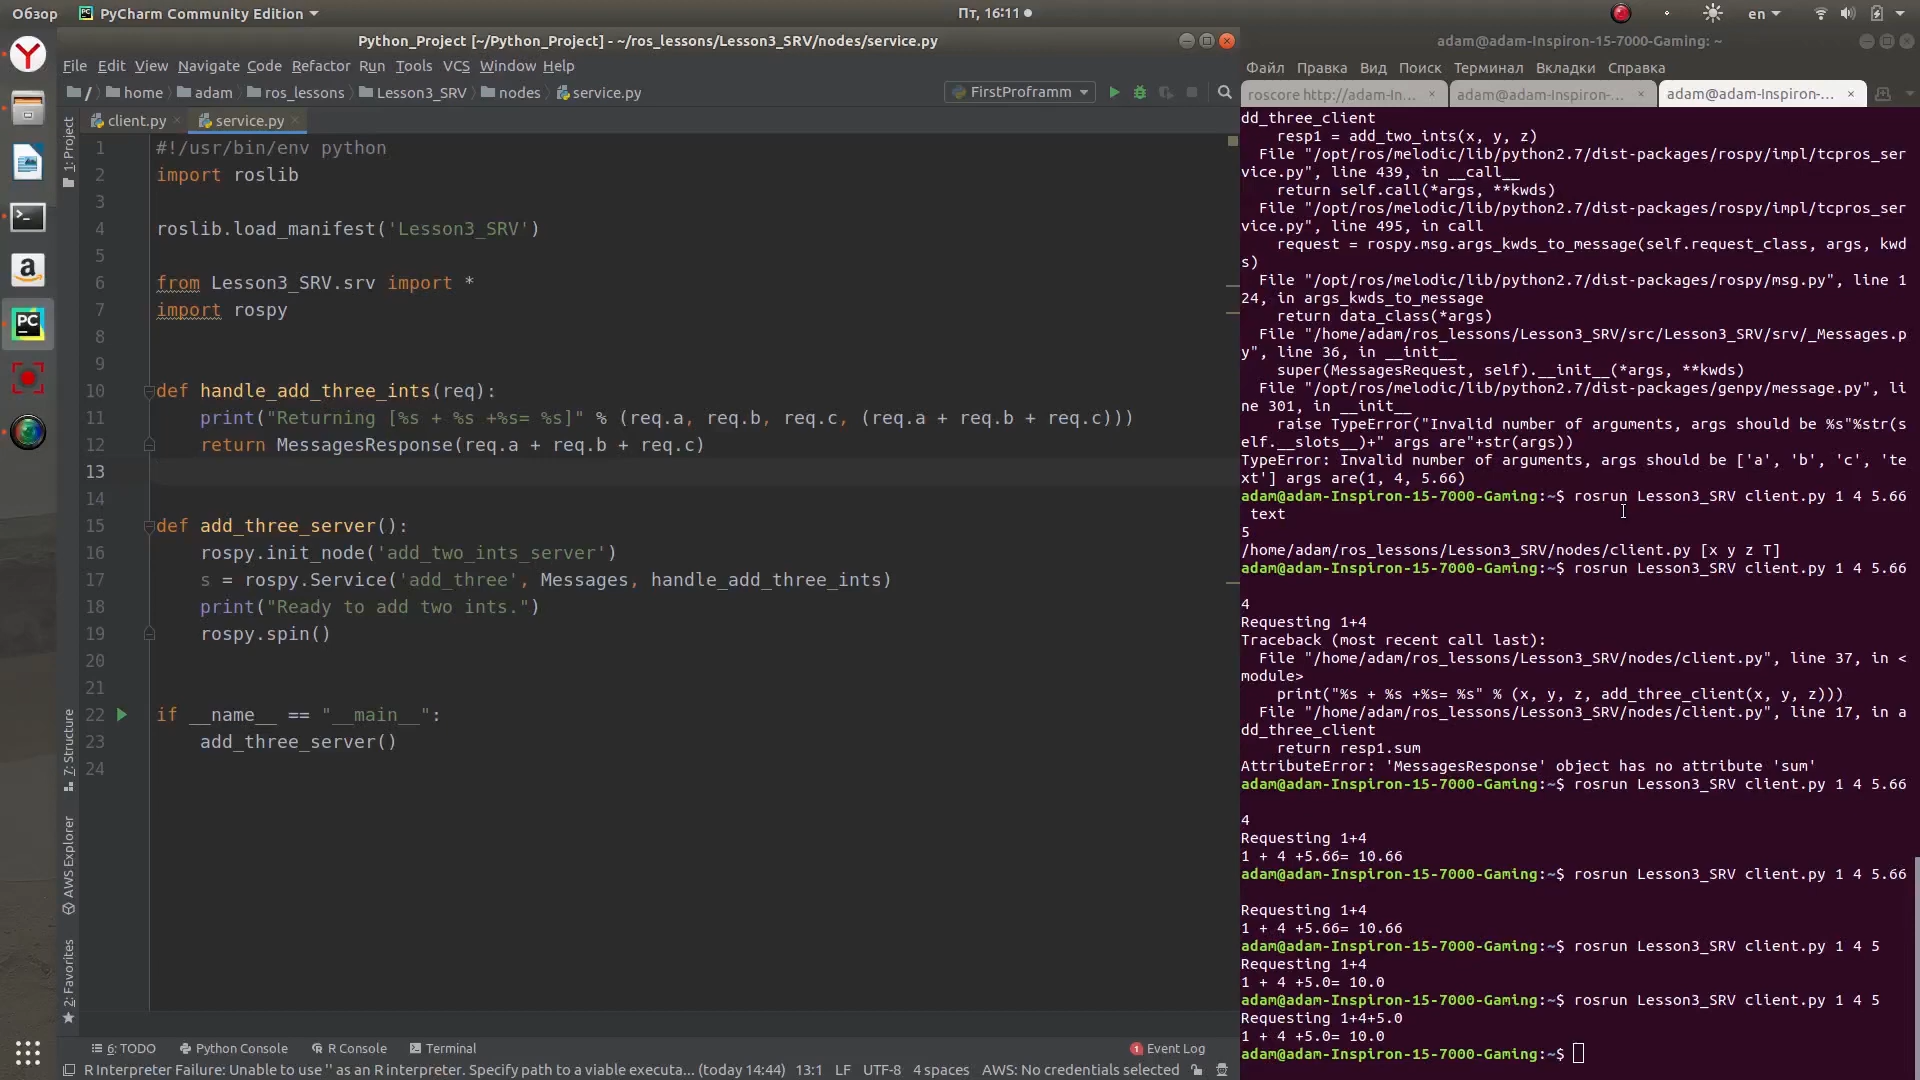 Обзор PyCharm Community Edition Пт, 16:11 en
Python_Project [~/Python_Project] - ~/ros_lessons/Lesson3_SRV/nodes/service.py
File Edit View Navigate Code Refactor Run Tools VCS Window Help
/ home adam ros_lessons Lesson3_SRV nodes service.py FirstProframm
client.py service.py
1: Project
7: Structure
AWS Explorer
2: Favorites
1 #!/usr/bin/env python
2 import roslib
3
4 roslib.load_manifest('Lesson3_SRV')
5
6 from Lesson3_SRV.srv import *
7 import rospy
8
9
10 def handle_add_three_ints(req):
11 print("Returning [%s + %s +%s= %s]" % (req.a, req.b, req.c, (req.a + req.b + req.c)))
12 return MessagesResponse(req.a + req.b + req.c)
13
14
15 def add_three_server():
16 rospy.init_node('add_two_ints_server')
17 s = rospy.Service('add_three', Messages, handle_add_three_ints)
18 print("Ready to add two ints.")
19 rospy.spin()
20
21
22 if __name__ == "__main__":
23 add_three_server()
24
6: TODO Python Console R Console Terminal 1 Event Log
R Interpreter Failure: Unable to use '' as an R interpreter. Specify path to a viable executa... (today 14:44) 13:1 LF UTF-8 4 spaces AWS: No credentials selected
adam@adam-Inspiron-15-7000-Gaming: ~
Файл Правка Вид Поиск Терминал Вкладки Справка
roscore http://adam-In... adam@adam-Inspiron-... adam@adam-Inspiron-...
dd_three_client
resp1 = add_two_ints(x, y, z)
File "/opt/ros/melodic/lib/python2.7/dist-packages/rospy/impl/tcpros_ser
vice.py", line 439, in __call__
return self.call(*args, **kwds)
File "/opt/ros/melodic/lib/python2.7/dist-packages/rospy/impl/tcpros_ser
vice.py", line 495, in call
request = rospy.msg.args_kwds_to_message(self.request_class, args, kwd
s)
File "/opt/ros/melodic/lib/python2.7/dist-packages/rospy/msg.py", line 1
24, in args_kwds_to_message
return data_class(*args)
File "/home/adam/ros_lessons/Lesson3_SRV/src/Lesson3_SRV/srv/_Messages.p
y", line 36, in __init__
super(MessagesRequest, self).__init__(*args, **kwds)
File "/opt/ros/melodic/lib/python2.7/dist-packages/genpy/message.py", li
ne 301, in __init__
raise TypeError("Invalid number of arguments, args should be %s"%str(s
elf.__slots__)+" args are"+str(args))
TypeError: Invalid number of arguments, args should be ['a', 'b', 'c', 'te
xt'] args are(1, 4, 5.66)
adam@adam-Inspiron-15-7000-Gaming:~$ rosrun Lesson3_SRV client.py 1 4 5.66
text
5
/home/adam/ros_lessons/Lesson3_SRV/nodes/client.py [x y z T]
adam@adam-Inspiron-15-7000-Gaming:~$ rosrun Lesson3_SRV client.py 1 4 5.66
4
Requesting 1+4
Traceback (most recent call last):
File "/home/adam/ros_lessons/Lesson3_SRV/nodes/client.py", line 37, in <
module>
print("%s + %s +%s= %s" % (x, y, z, add_three_client(x, y, z)))
File "/home/adam/ros_lessons/Lesson3_SRV/nodes/client.py", line 17, in a
dd_three_client
return resp1.sum
AttributeError: 'MessagesResponse' object has no attribute 'sum'
adam@adam-Inspiron-15-7000-Gaming:~$ rosrun Lesson3_SRV client.py 1 4 5.66
4
Requesting 1+4
1 + 4 +5.66= 10.66
adam@adam-Inspiron-15-7000-Gaming:~$ rosrun Lesson3_SRV client.py 1 4 5.66
Requesting 1+4
1 + 4 +5.66= 10.66
adam@adam-Inspiron-15-7000-Gaming:~$ rosrun Lesson3_SRV client.py 1 4 5
Requesting 1+4
1 + 4 +5.0= 10.0
adam@adam-Inspiron-15-7000-Gaming:~$ rosrun Lesson3_SRV client.py 1 4 5
Requesting 1+4+5.0
1 + 4 +5.0= 10.0
adam@adam-Inspiron-15-7000-Gaming:~$